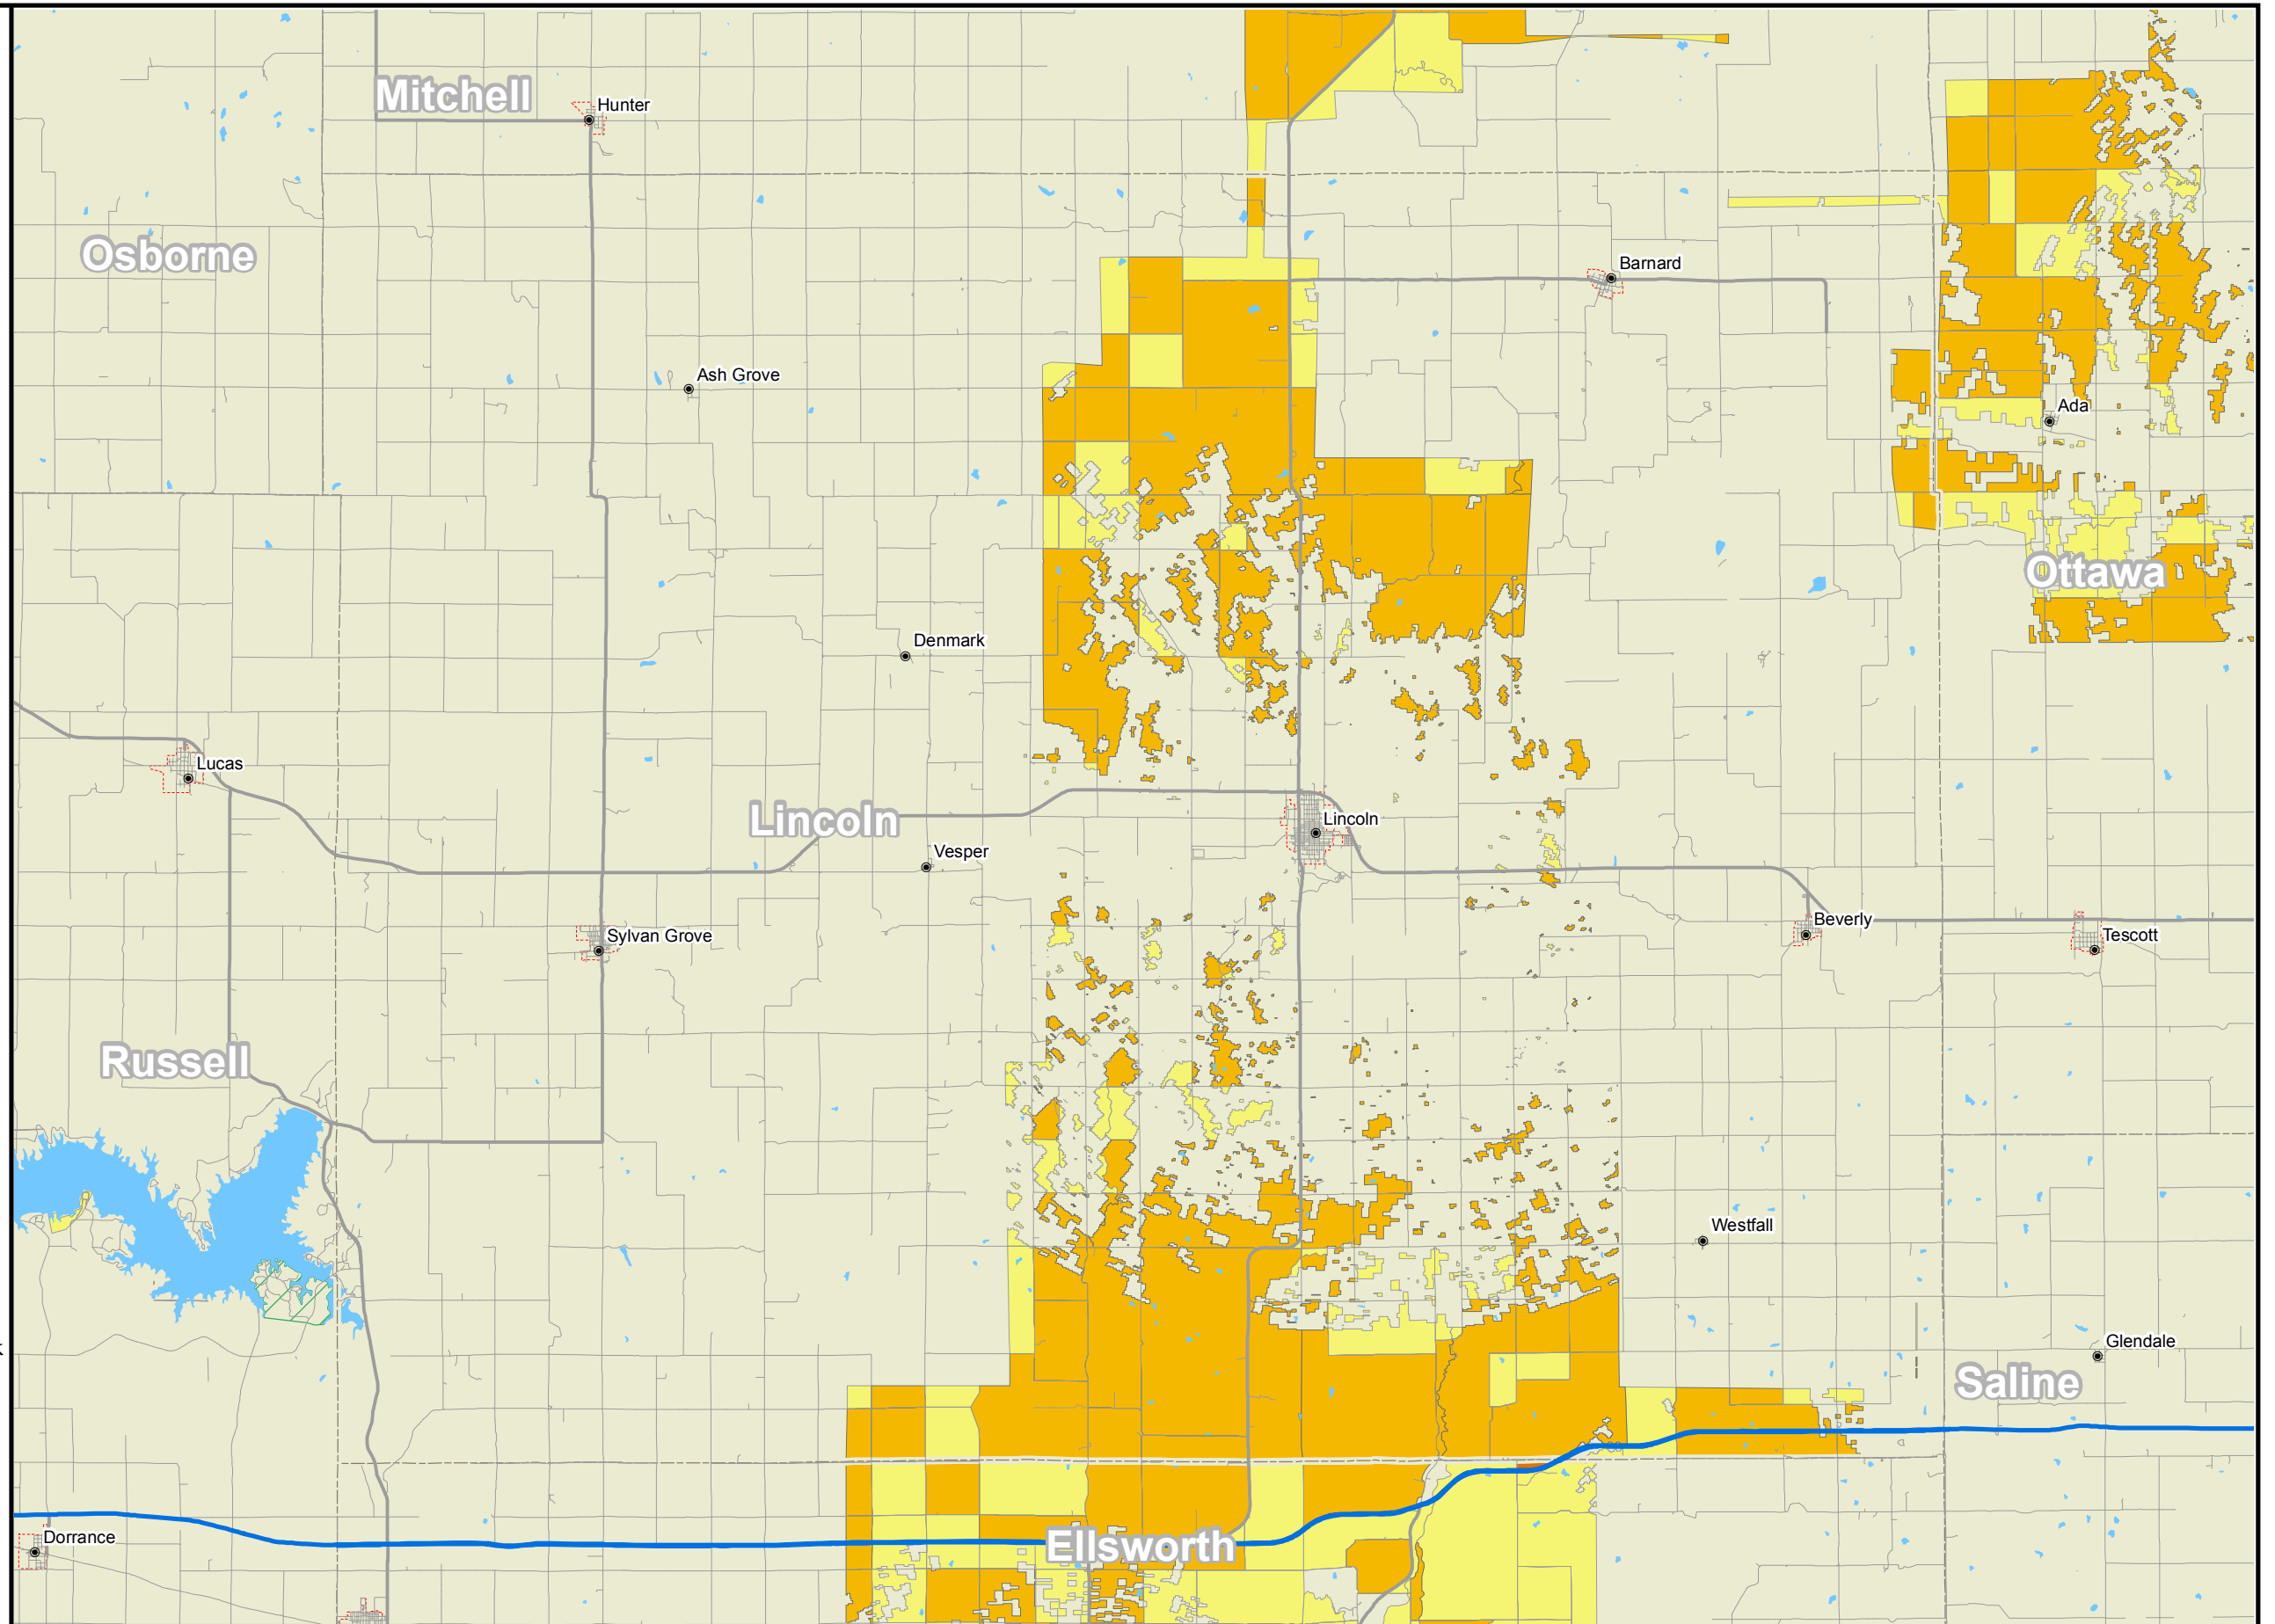 Mitchell
Hunter
Osborne
Barnard
Ash Grove
Ada
Ottawa
Denmark
Lucas
Lincoln
Lincoln
Vesper
Beverly
Sylvan Grove
Tescott
Russell
Westfall
Glendale
Saline
Dorrance
Ellsworth